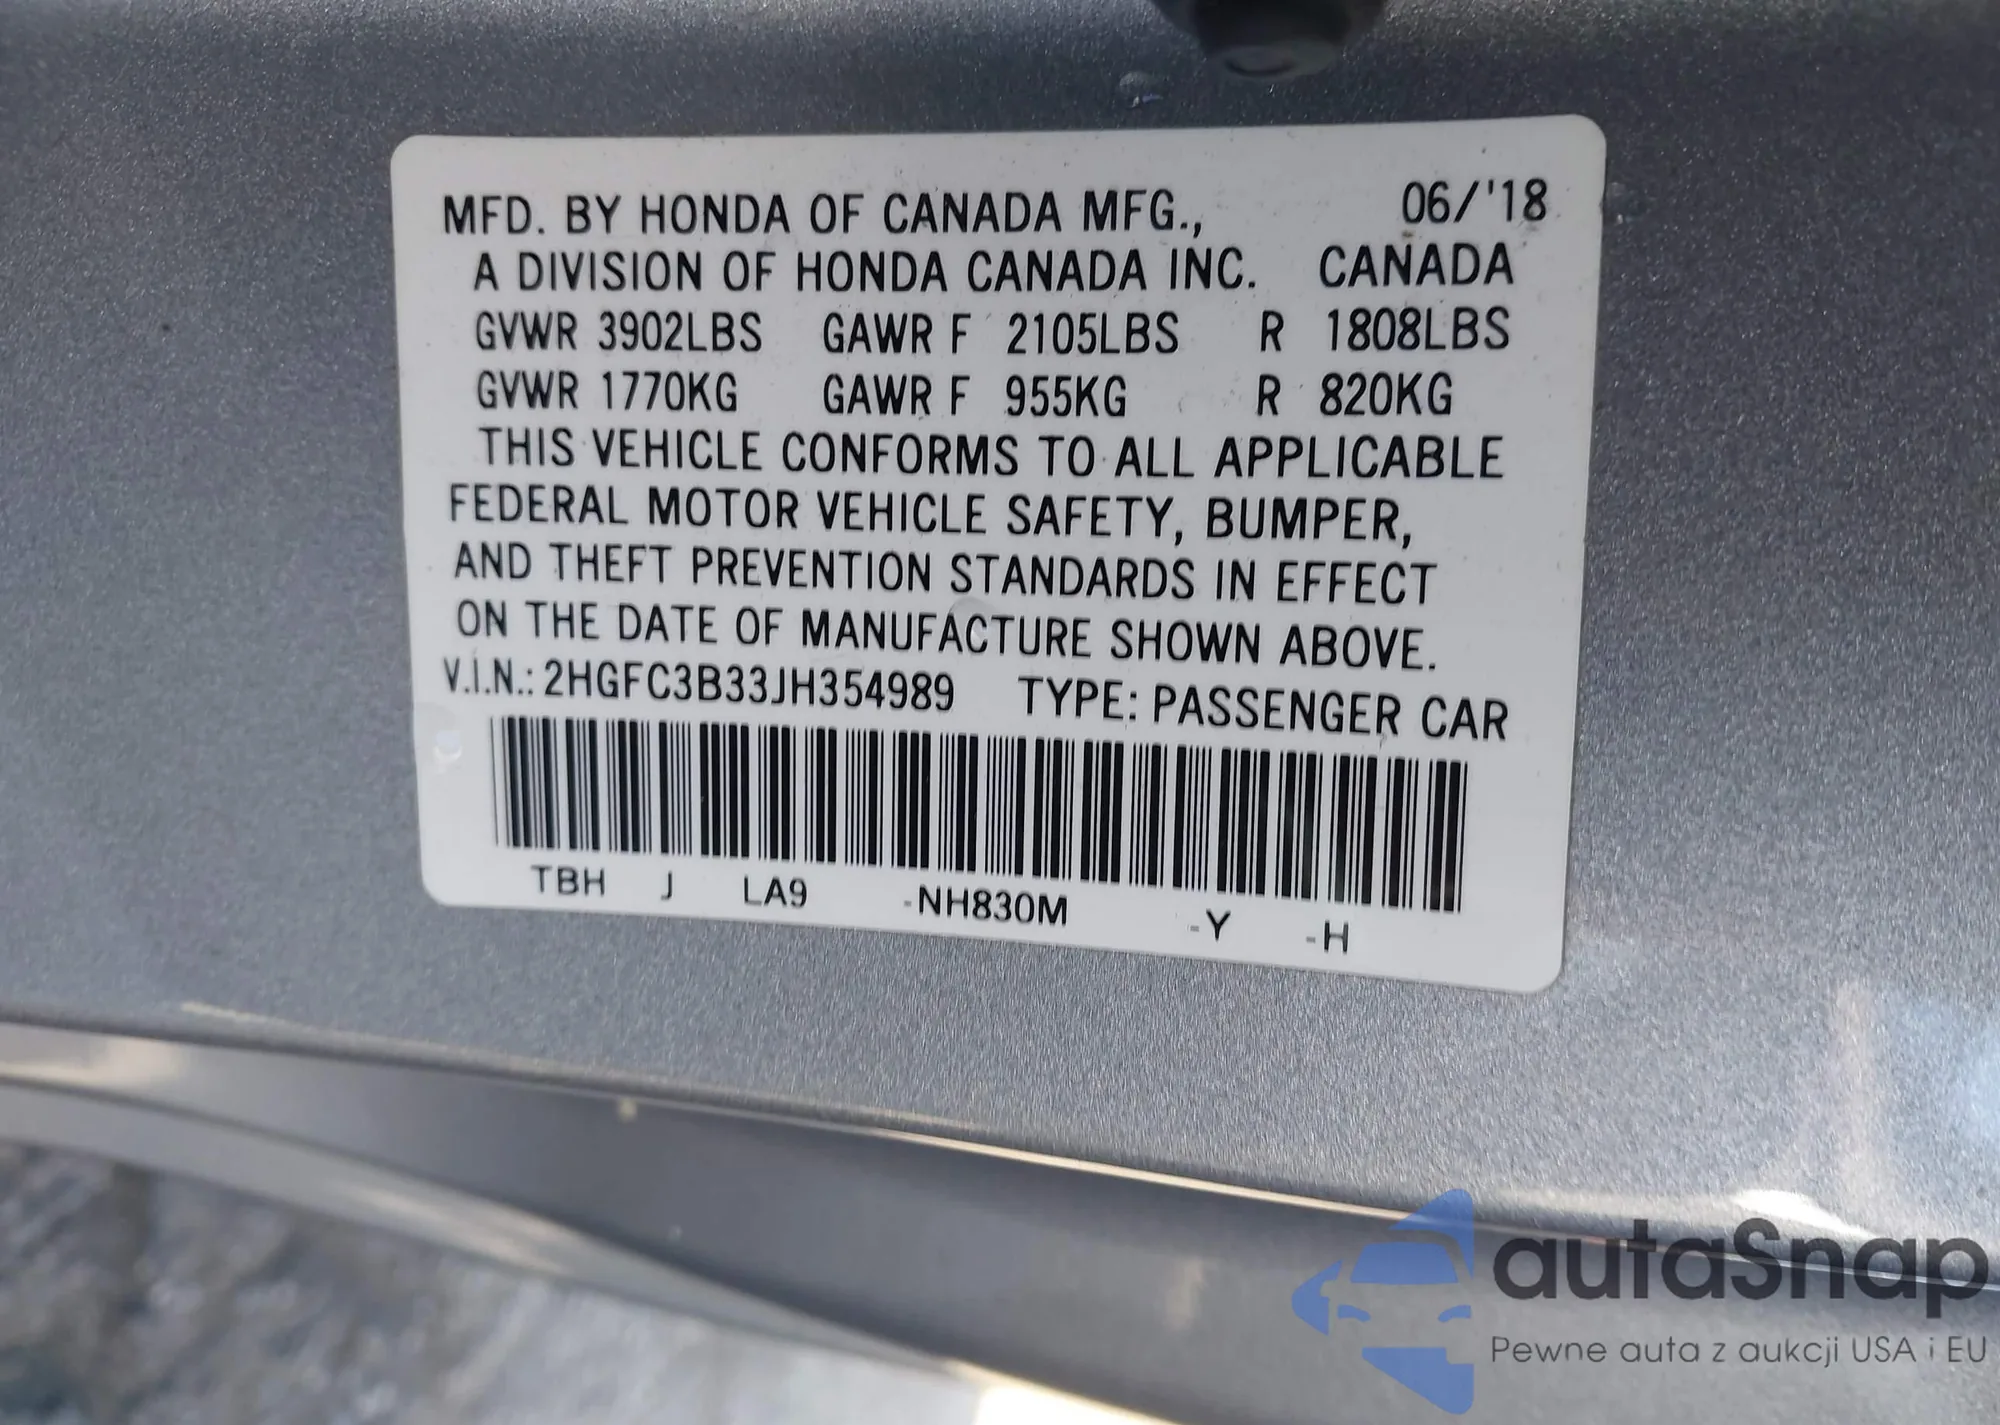 MFD. BY HONDA OF CANADA MFG., 06/'18
A DIVISION OF HONDA CANADA INC. CANADA
GVWR 3902LBS GAWR F 2105LBS R 1808LBS
GVWR 1770KG GAWR F 955KG R 820KG
THIS VEHICLE CONFORMS TO ALL APPLICABLE
FEDERAL MOTOR VEHICLE SAFETY, BUMPER,
AND THEFT PREVENTION STANDARDS IN EFFECT
ON THE DATE OF MANUFACTURE SHOWN ABOVE.
V.I.N.: 2HGFC3B33JH354989 TYPE: PASSENGER CAR
TBH J LA9 -NH830M -Y -H
autaSnap
Pewne auta z aukcji USA i EU